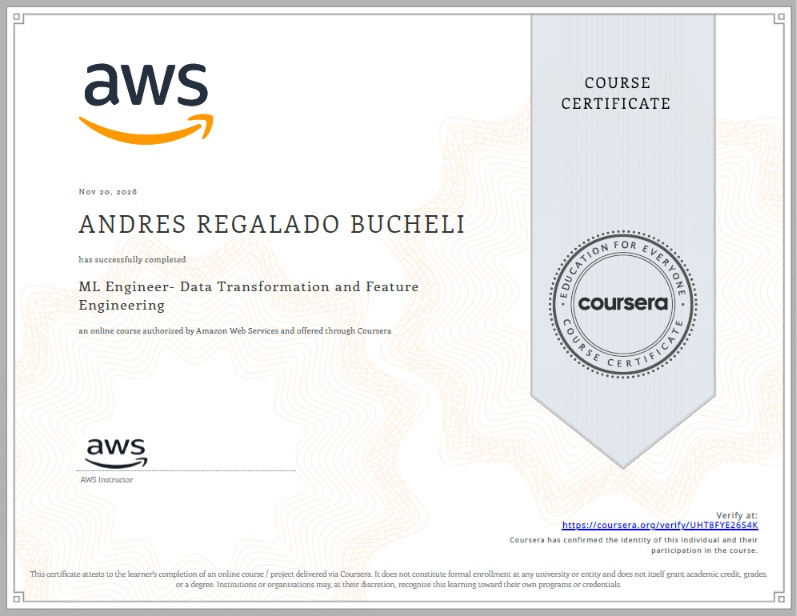 aws
COURSE
CERTIFICATE
Nov 20, 2026
ANDRES REGALADO BUCHELI
has successfully completed
ML Engineer- Data Transformation and Feature
Engineering
an online course authorized by Amazon Web Services and offered through Coursera
EDUCATION FOR EVERYONE
coursera
COURSE CERTIFICATE
aws
AWS Instructor
Verify at:
https://coursera.org/verify/UHT8FYE26S4K
Coursera has confirmed the identity of this individual and their
participation in the course.
This certificate attests to the learner's completion of an online course / project delivered via Coursera. It does not constitute formal enrollment at any university or entity and does not itself grant academic credit, grades,
or a degree. Institutions or organizations may, at their discretion, recognize this learning toward their own programs or credentials.